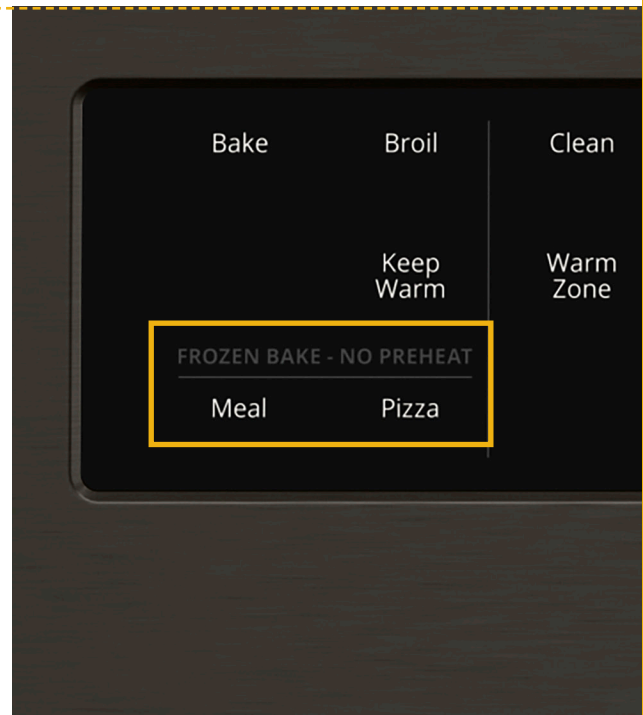 Bake Broil Clean
Keep
Warm
Warm
Zone
FROZEN BAKE - NO PREHEAT
Meal Pizza